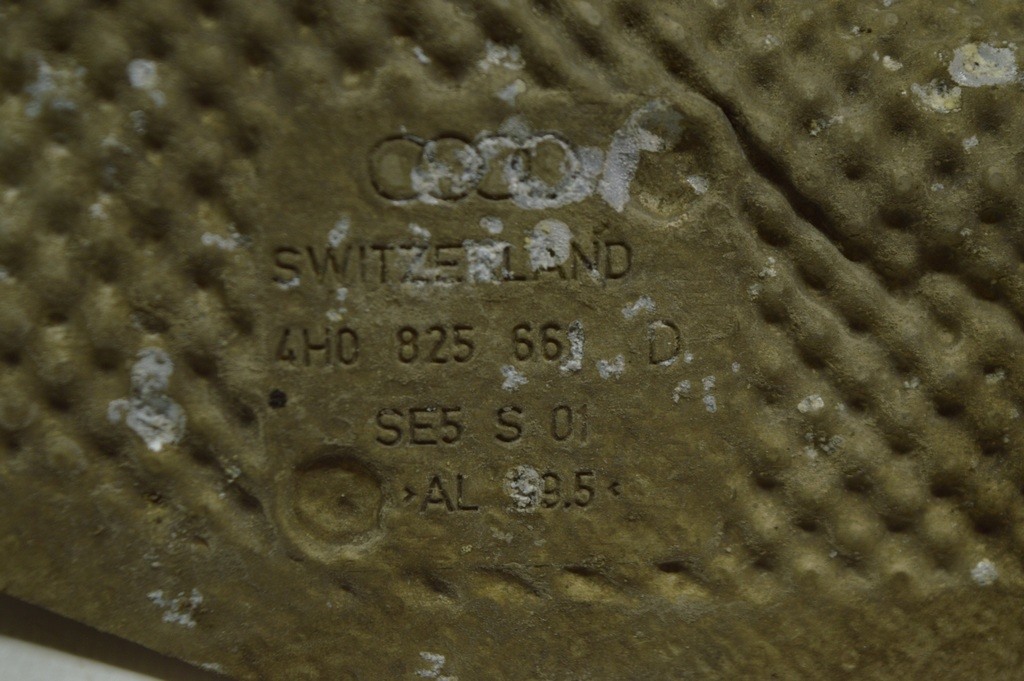 SWITZERLAND
4H0 825 661 D
SE5 S 01
>AL 99.5<